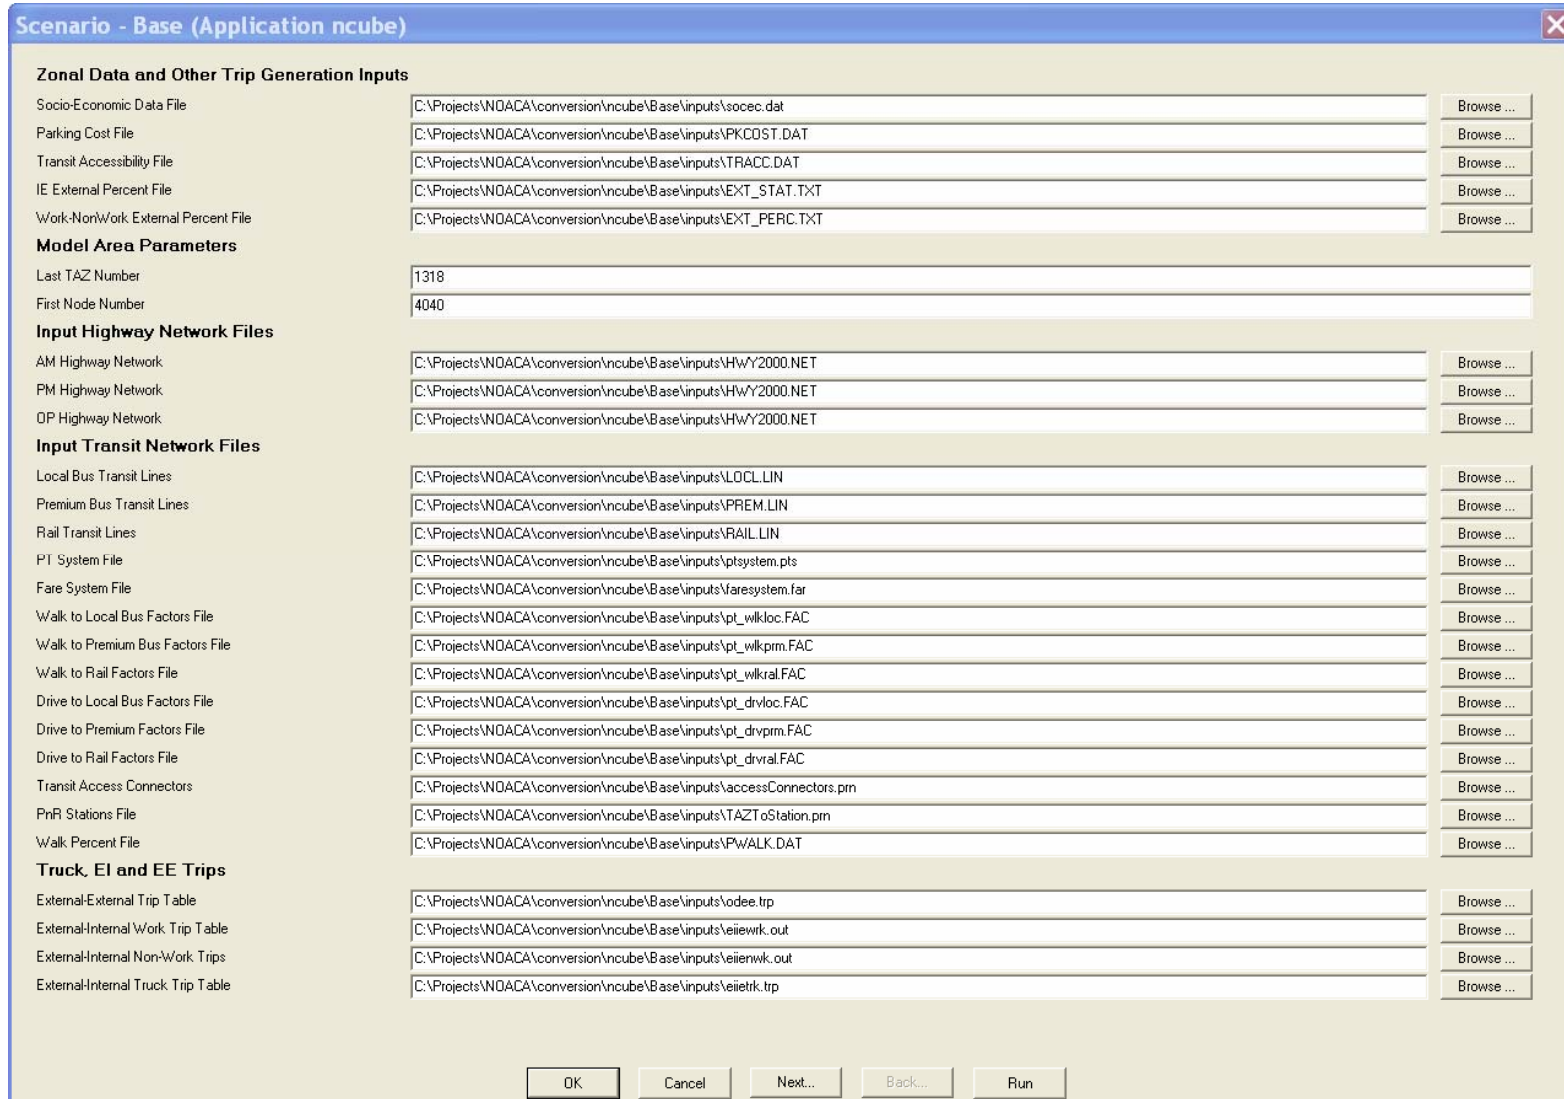 Scenario - Base (Application ncube)
Zonal Data and Other Trip Generation Inputs
Socio-Economic Data File C:\Projects\NOACA\conversion\ncube\Base\inputs\socec.dat Browse ...
Parking Cost File C:\Projects\NOACA\conversion\ncube\Base\inputs\PKCOST.DAT Browse ...
Transit Accessibility File C:\Projects\NOACA\conversion\ncube\Base\inputs\TRACC.DAT Browse ...
IE External Percent File C:\Projects\NOACA\conversion\ncube\Base\inputs\EXT_STAT.TXT Browse ...
Work-NonWork External Percent File C:\Projects\NOACA\conversion\ncube\Base\inputs\EXT_PERC.TXT Browse ...
Model Area Parameters
Last TAZ Number 1318
First Node Number 4040
Input Highway Network Files
AM Highway Network C:\Projects\NOACA\conversion\ncube\Base\inputs\HWY2000.NET Browse ...
PM Highway Network C:\Projects\NOACA\conversion\ncube\Base\inputs\HWY2000.NET Browse ...
OP Highway Network C:\Projects\NOACA\conversion\ncube\Base\inputs\HWY2000.NET Browse ...
Input Transit Network Files
Local Bus Transit Lines C:\Projects\NOACA\conversion\ncube\Base\inputs\LOCL.LIN Browse ...
Premium Bus Transit Lines C:\Projects\NOACA\conversion\ncube\Base\inputs\PREM.LIN Browse ...
Rail Transit Lines C:\Projects\NOACA\conversion\ncube\Base\inputs\RAIL.LIN Browse ...
PT System File C:\Projects\NOACA\conversion\ncube\Base\inputs\ptsystem.pts Browse ...
Fare System File C:\Projects\NOACA\conversion\ncube\Base\inputs\faresystem.far Browse ...
Walk to Local Bus Factors File C:\Projects\NOACA\conversion\ncube\Base\inputs\pt_wlkloc.FAC Browse ...
Walk to Premium Bus Factors File C:\Projects\NOACA\conversion\ncube\Base\inputs\pt_wlkprm.FAC Browse ...
Walk to Rail Factors File C:\Projects\NOACA\conversion\ncube\Base\inputs\pt_wlkral.FAC Browse ...
Drive to Local Bus Factors File C:\Projects\NOACA\conversion\ncube\Base\inputs\pt_drvloc.FAC Browse ...
Drive to Premium Factors File C:\Projects\NOACA\conversion\ncube\Base\inputs\pt_drvprm.FAC Browse ...
Drive to Rail Factors File C:\Projects\NOACA\conversion\ncube\Base\inputs\pt_drvral.FAC Browse ...
Transit Access Connectors C:\Projects\NOACA\conversion\ncube\Base\inputs\accessConnectors.prn Browse ...
PnR Stations File C:\Projects\NOACA\conversion\ncube\Base\inputs\TAZToStation.prn Browse ...
Walk Percent File C:\Projects\NOACA\conversion\ncube\Base\inputs\PWALK.DAT Browse ...
Truck, EI and EE Trips
External-External Trip Table C:\Projects\NOACA\conversion\ncube\Base\inputs\odee.trp Browse ...
External-Internal Work Trip Table C:\Projects\NOACA\conversion\ncube\Base\inputs\eiiewrk.out Browse ...
External-Internal Non-Work Trips C:\Projects\NOACA\conversion\ncube\Base\inputs\eiienwk.out Browse ...
External-Internal Truck Trip Table C:\Projects\NOACA\conversion\ncube\Base\inputs\eiietrk.trp Browse ...
OK Cancel Next... Back... Run